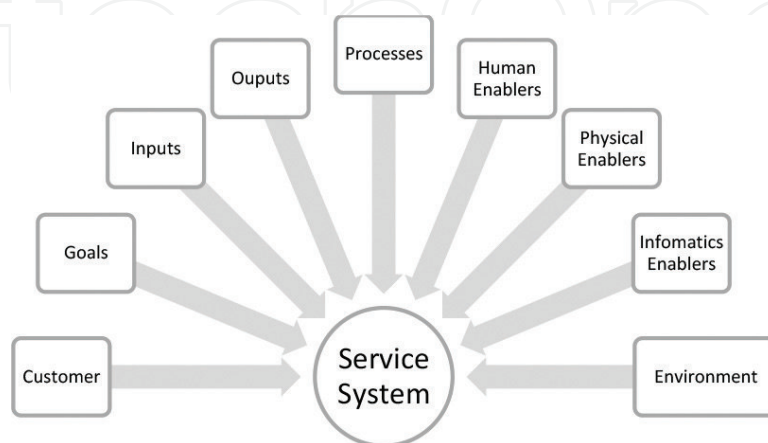 Processes
Ouputs
Human
Enablers
Inputs
Physical
Enablers
Goals
Infomatics
Enablers
Customer
Service
System
Environment